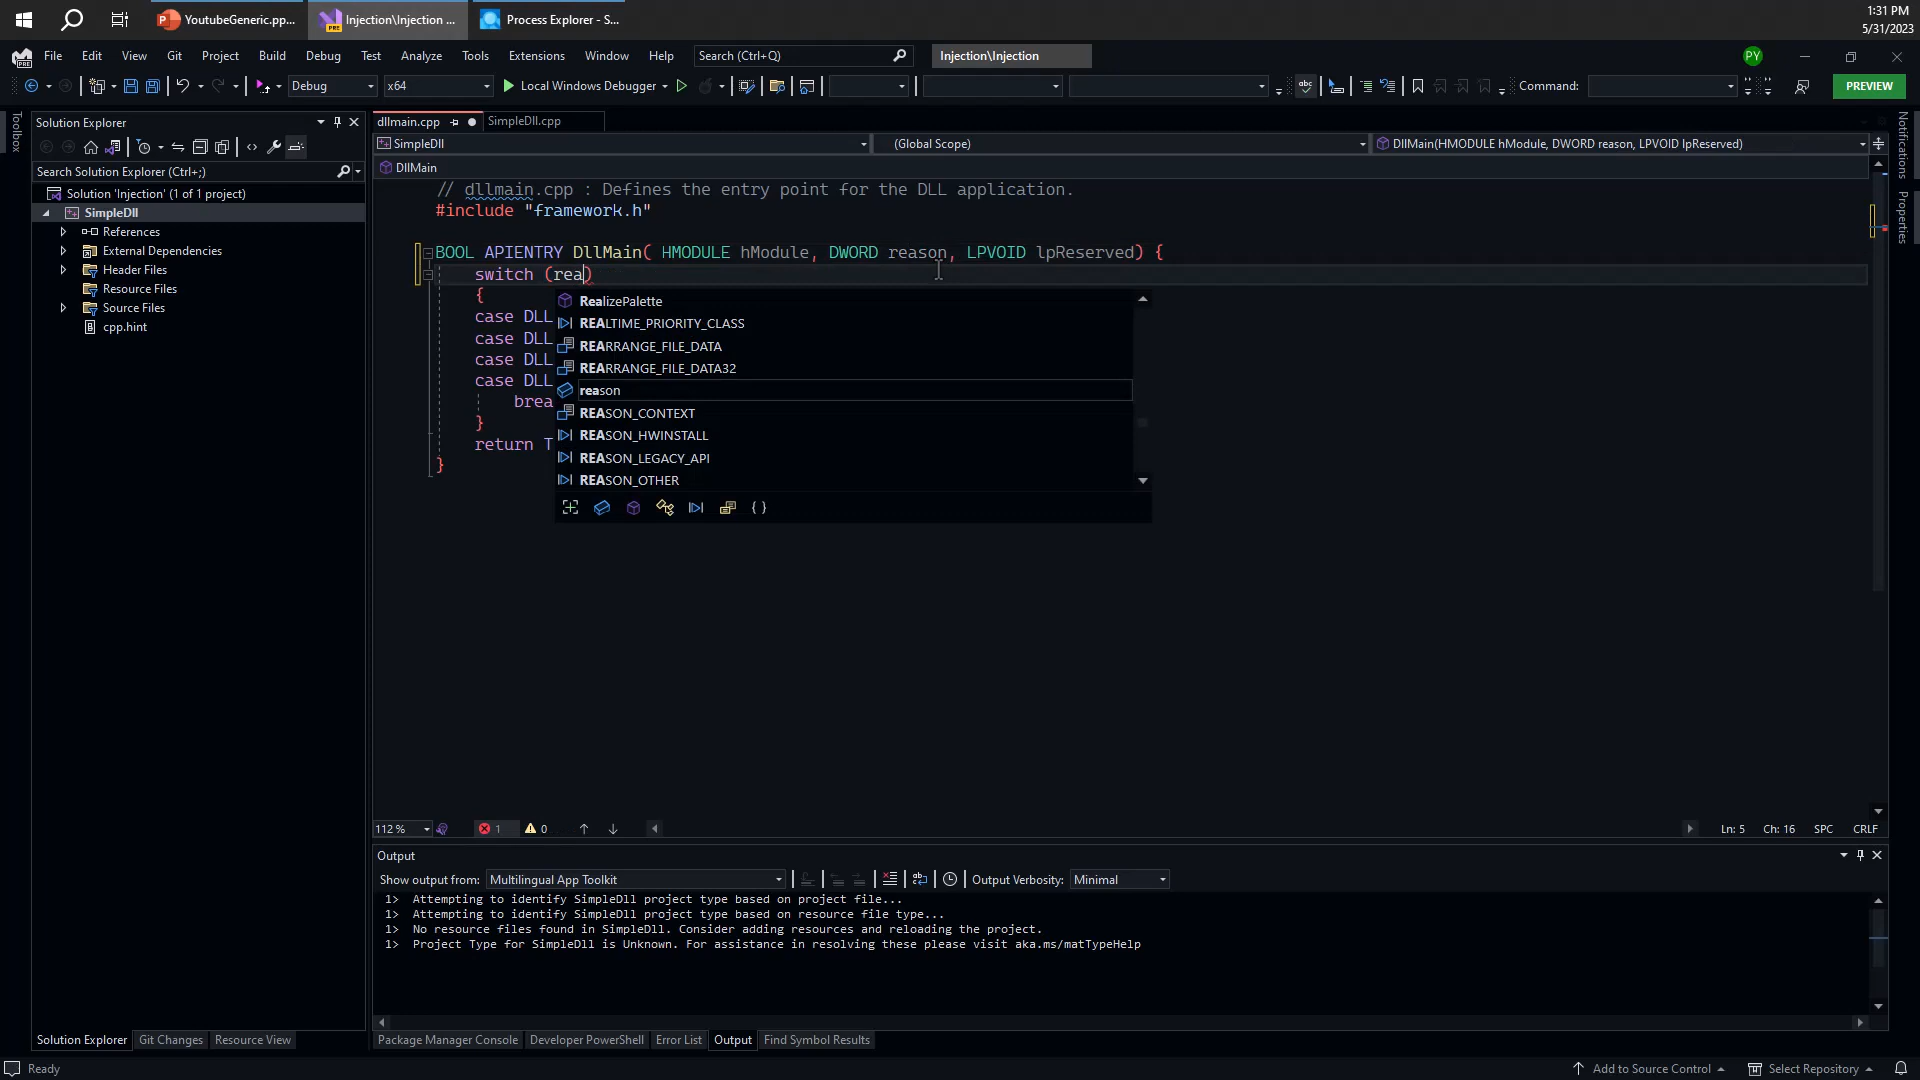 YoutubeGeneric.pp...
Injection\Injection ...
Process Explorer - S...
1:31 PM
5/31/2023
File Edit View Git Project Build Debug Test Analyze Tools Extensions Window Help Search (Ctrl+Q) Injection\Injection PY
Debug x64 Local Windows Debugger abc Command: PREVIEW
Toolbox
Solution Explorer
Search Solution Explorer (Ctrl+;)
Solution 'Injection' (1 of 1 project)
SimpleDll
References
External Dependencies
Header Files
Resource Files
Source Files
cpp.hint
dllmain.cpp SimpleDll.cpp
SimpleDll (Global Scope) DllMain(HMODULE hModule, DWORD reason, LPVOID lpReserved)
DllMain
// dllmain.cpp : Defines the entry point for the DLL application.
#include "framework.h"
BOOL APIENTRY DllMain( HMODULE hModule, DWORD reason, LPVOID lpReserved) {
switch (rea)
{
case DLL
case DLL
case DLL
case DLL
brea
}
return T
}
RealizePalette
REALTIME_PRIORITY_CLASS
REARRANGE_FILE_DATA
REARRANGE_FILE_DATA32
reason
REASON_CONTEXT
REASON_HWINSTALL
REASON_LEGACY_API
REASON_OTHER
{ }
112 % 1 0 Ln: 5 Ch: 16 SPC CRLF
Output
Show output from: Multilingual App Toolkit Output Verbosity: Minimal
1> Attempting to identify SimpleDll project type based on project file...
1> Attempting to identify SimpleDll project type based on resource file type...
1> No resource files found in SimpleDll. Consider adding resources and reloading the project.
1> Project Type for SimpleDll is Unknown. For assistance in resolving these please visit aka.ms/matTypeHelp
Solution Explorer Git Changes Resource View
Package Manager Console Developer PowerShell Error List Output Find Symbol Results
Ready Add to Source Control Select Repository
Notifications
Properties